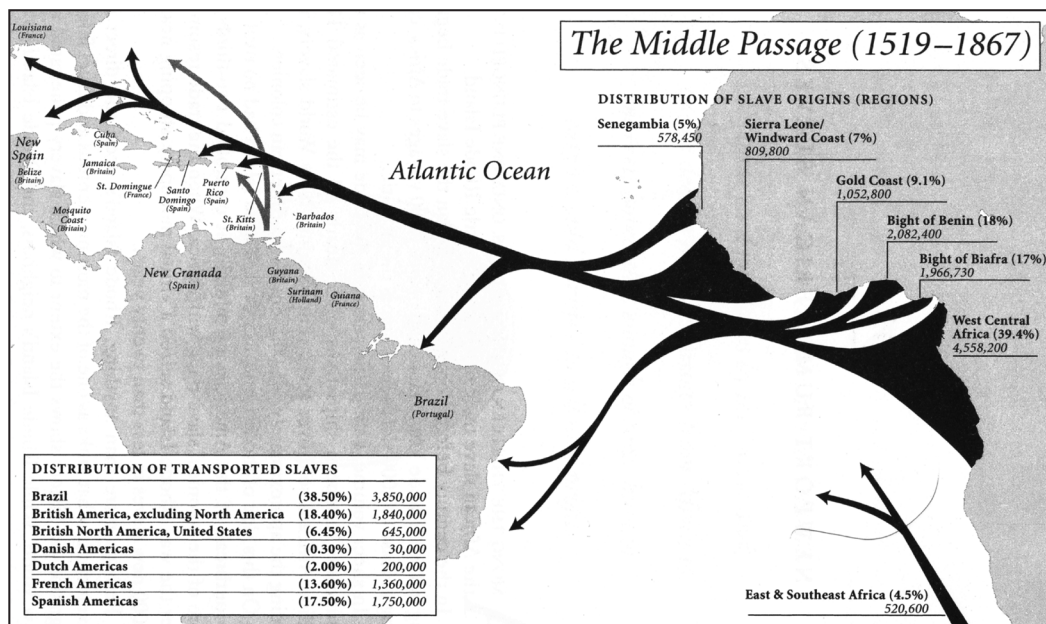 The Middle Passage (1519–1867)
DISTRIBUTION OF SLAVE ORIGINS (REGIONS)
Senegambia (5%)
578,450
Sierra Leone/
Windward Coast (7%)
809,800
Gold Coast (9.1%)
1,052,800
Bight of Benin (18%)
2,082,400
Bight of Biafra (17%)
1,966,730
West Central
Africa (39.4%)
4,558,200
East & Southeast Africa (4.5%)
520,600
Atlantic Ocean
Louisiana
(France)
New
Spain
Belize
(Britain)
Cuba
(Spain)
Jamaica
(Britain)
St. Domingue
(France)
Santo
Domingo
(Spain)
Puerto
Rico
(Spain)
St. Kitts
(Britain)
Barbados
(Britain)
Mosquito
Coast
(Britain)
New Granada
(Spain)
Guyana
(Britain)
Surinam
(Holland)
Guiana
(France)
Brazil
(Portugal)
DISTRIBUTION OF TRANSPORTED SLAVES
Brazil (38.50%) 3,850,000
British America, excluding North America (18.40%) 1,840,000
British North America, United States (6.45%) 645,000
Danish Americas (0.30%) 30,000
Dutch Americas (2.00%) 200,000
French Americas (13.60%) 1,360,000
Spanish Americas (17.50%) 1,750,000